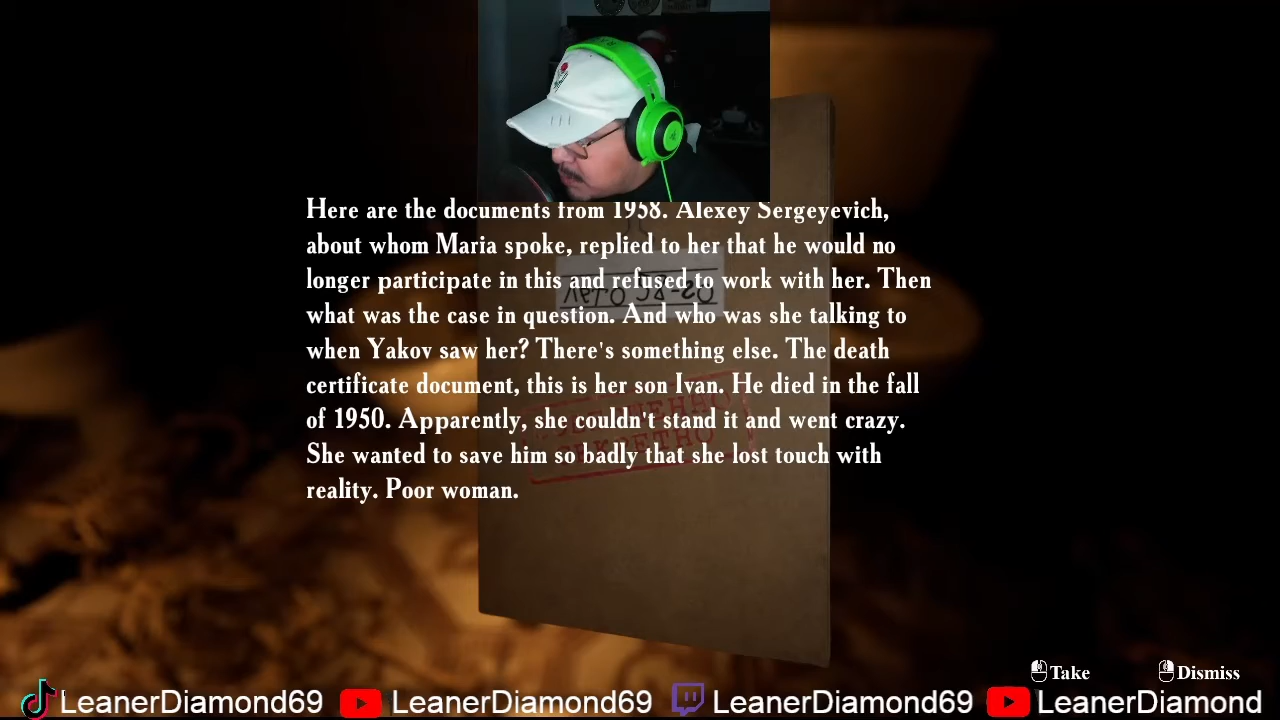 Here are the documents from 1958. Alexey Sergeyevich,
about whom Maria spoke, replied to her that he would no
longer participate in this and refused to work with her. Then
what was the case in question. And who was she talking to
when Yakov saw her? There's something else. The death
certificate document, this is her son Ivan. He died in the fall
of 1950. Apparently, she couldn't stand it and went crazy.
She wanted to save him so badly that she lost touch with
reality. Poor woman.
Take Dismiss
LeanerDiamond69 LeanerDiamond69 LeanerDiamond69 LeanerDiamond